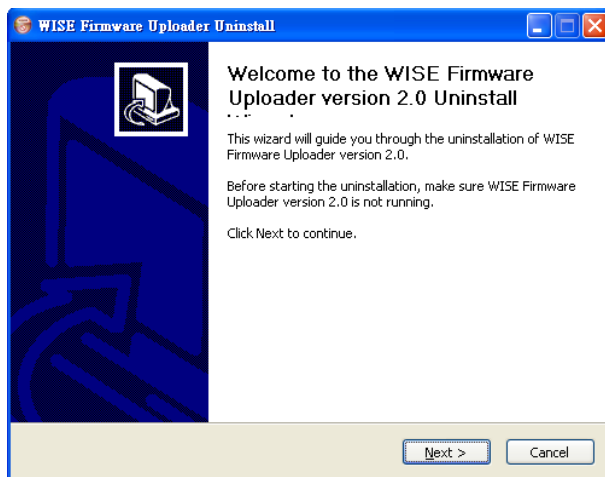 WISE Firmware Uploader Uninstall
Welcome to the WISE Firmware
Uploader version 2.0 Uninstall
This wizard will guide you through the uninstallation of WISE
Firmware Uploader version 2.0.
Before starting the uninstallation, make sure WISE Firmware
Uploader version 2.0 is not running.
Click Next to continue.
Next >
Cancel